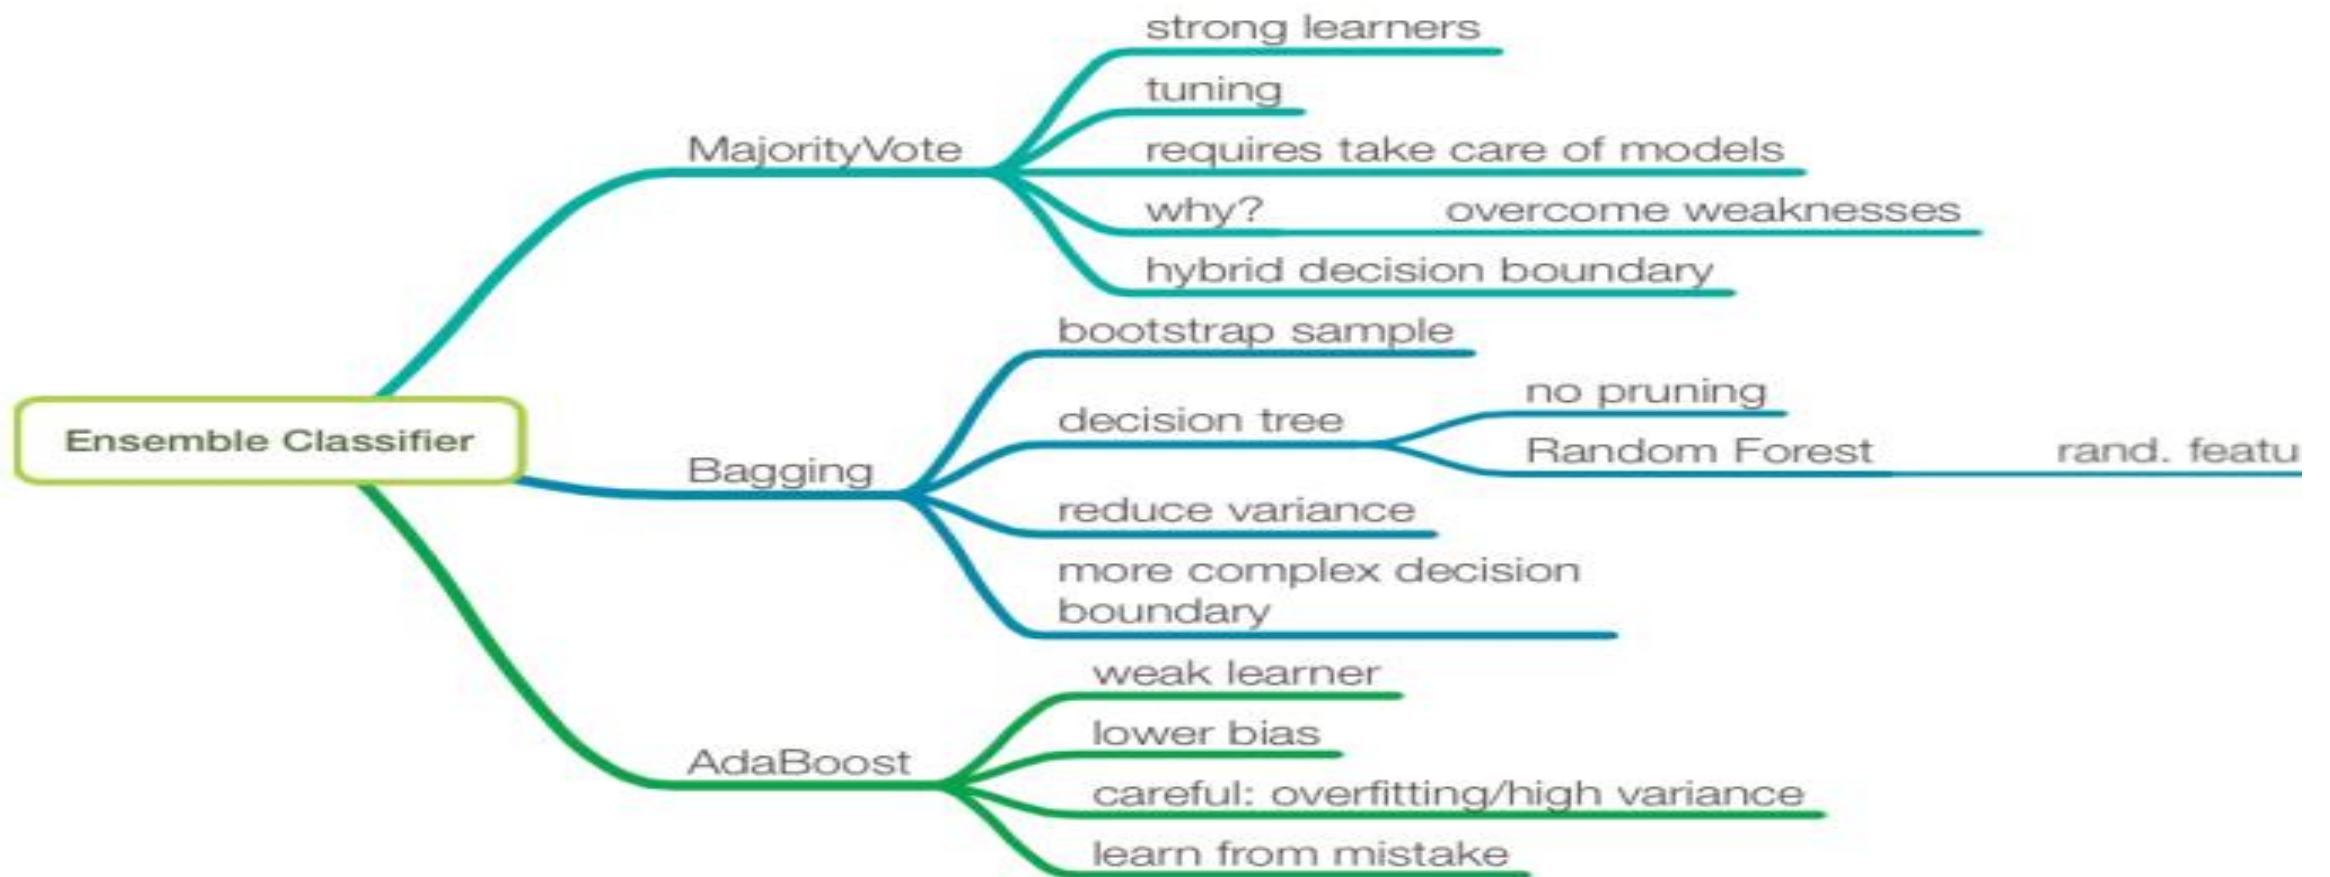 strong learners
tuning
MajorityVote
requires take care of models
why? overcome weaknesses
hybrid decision boundary
bootstrap sample
no pruning
decision tree
Ensemble Classifier
Random Forest rand. featu
Bagging
reduce variance
more complex decision
boundary
weak learner
lower bias
AdaBoost
careful: overfitting/high variance
learn from mistake